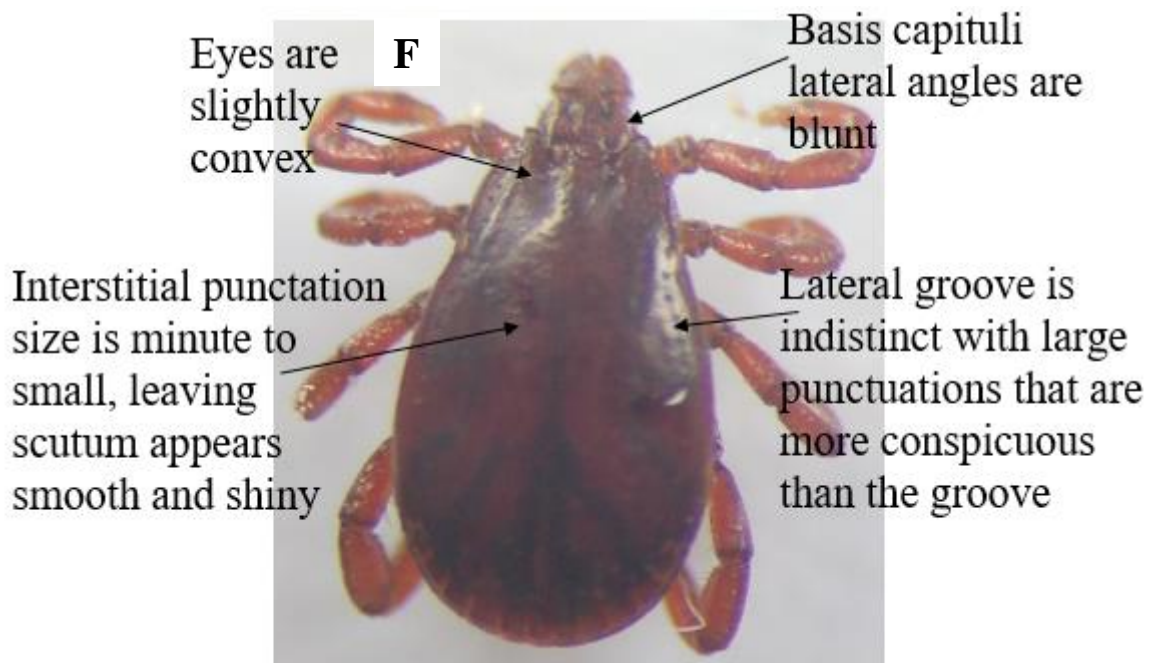 Eyes are
slightly
convex
F
Basis capituli
lateral angles are
blunt
Interstitial punctation
size is minute to
small, leaving
scutum appears
smooth and shiny
Lateral groove is
indistinct with large
punctuations that are
more conspicuous
than the groove